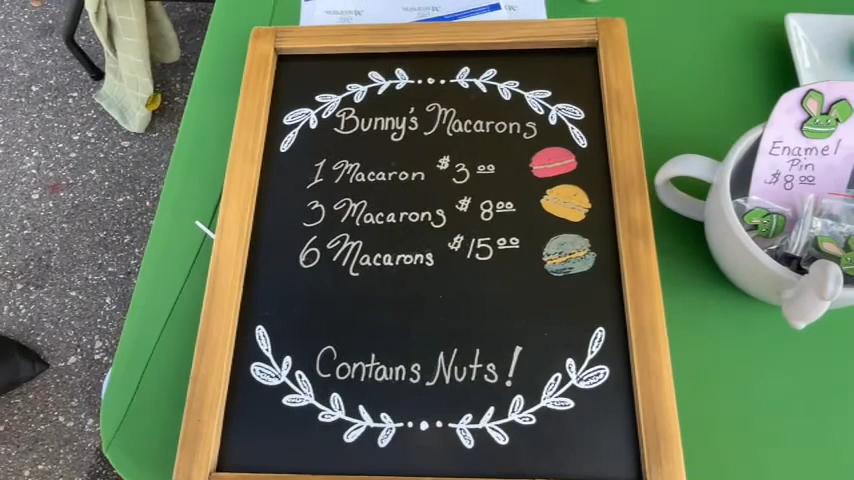 Bunny's Macarons
1 Macaron $3.00
3 Macarons $8.00
6 Macarons $15.00
Contains Nuts!
Enamel
Pin
$8.00